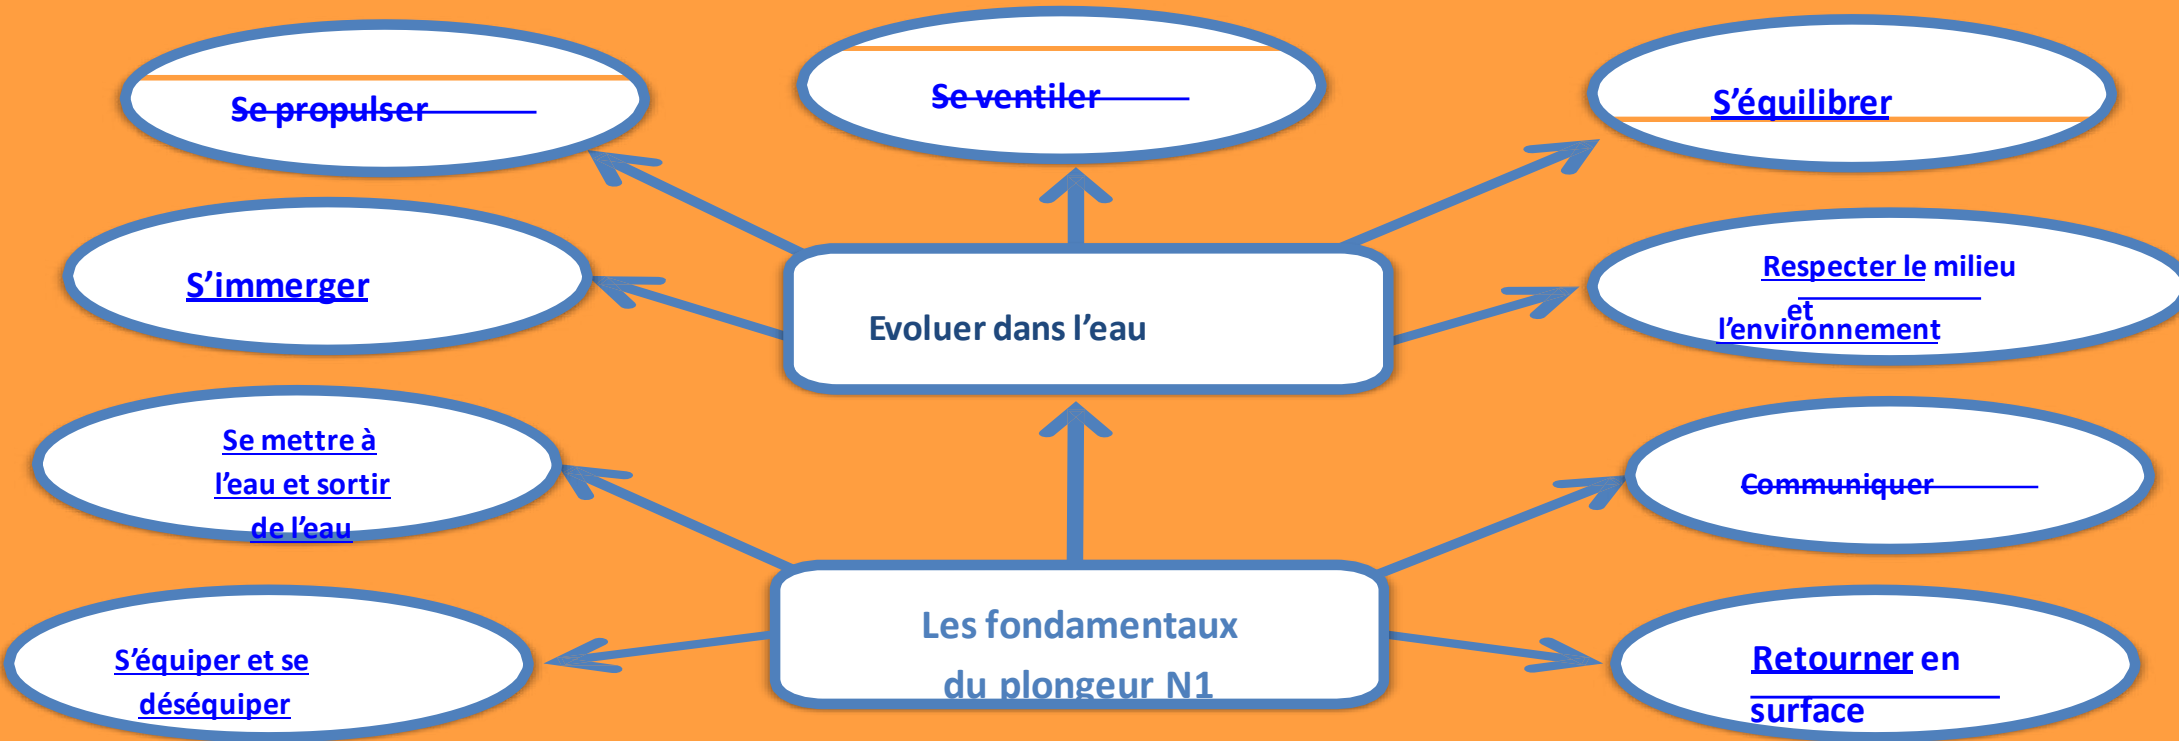 Se propulser
Se ventiler
S’équilibrer
S’immerger
Evoluer dans l’eau
Respecter le milieu
et
l’environnement
Se mettre à
l’eau et sortir
de l’eau
Communiquer
Les fondamentaux
du plongeur N1
S’équiper et se
déséquiper
Retourner en
surface